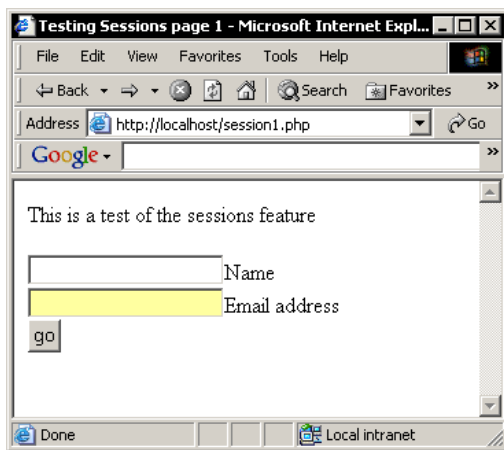 Testing Sessions page 1 - Microsoft Internet Expl...
File Edit View Favorites Tools Help
Back Search Favorites »
Address http://localhost/session1.php Go
Google »
This is a test of the sessions feature
Name
Email address
go
Done Local intranet